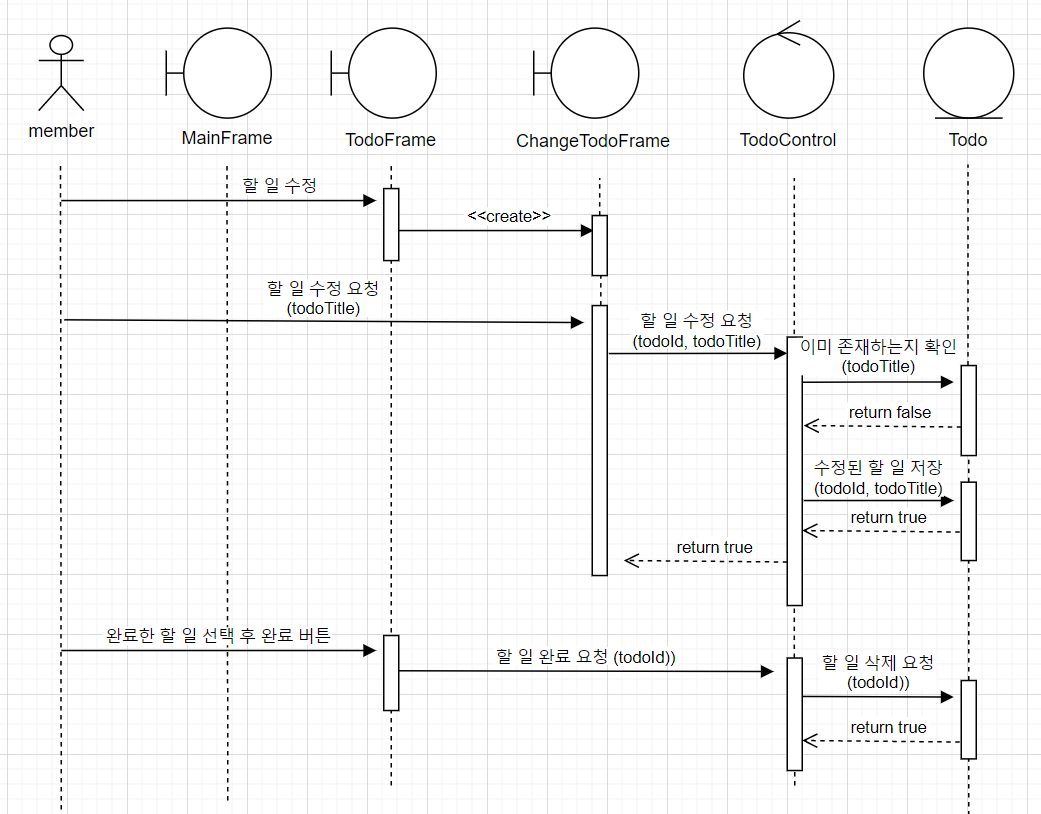 member
MainFrame
TodoFrame
ChangeTodoFrame
TodoControl
Todo
할 일 수정
<<create>>
할 일 수정 요청
(todoTitle)
할 일 수정 요청
(todoId, todoTitle)
이미 존재하는지 확인
(todoTitle)
return false
수정된 할 일 저장
(todoId, todoTitle)
return true
return true
완료한 할 일 선택 후 완료 버튼
할 일 완료 요청 (todoId))
할 일 삭제 요청
(todoId))
return true